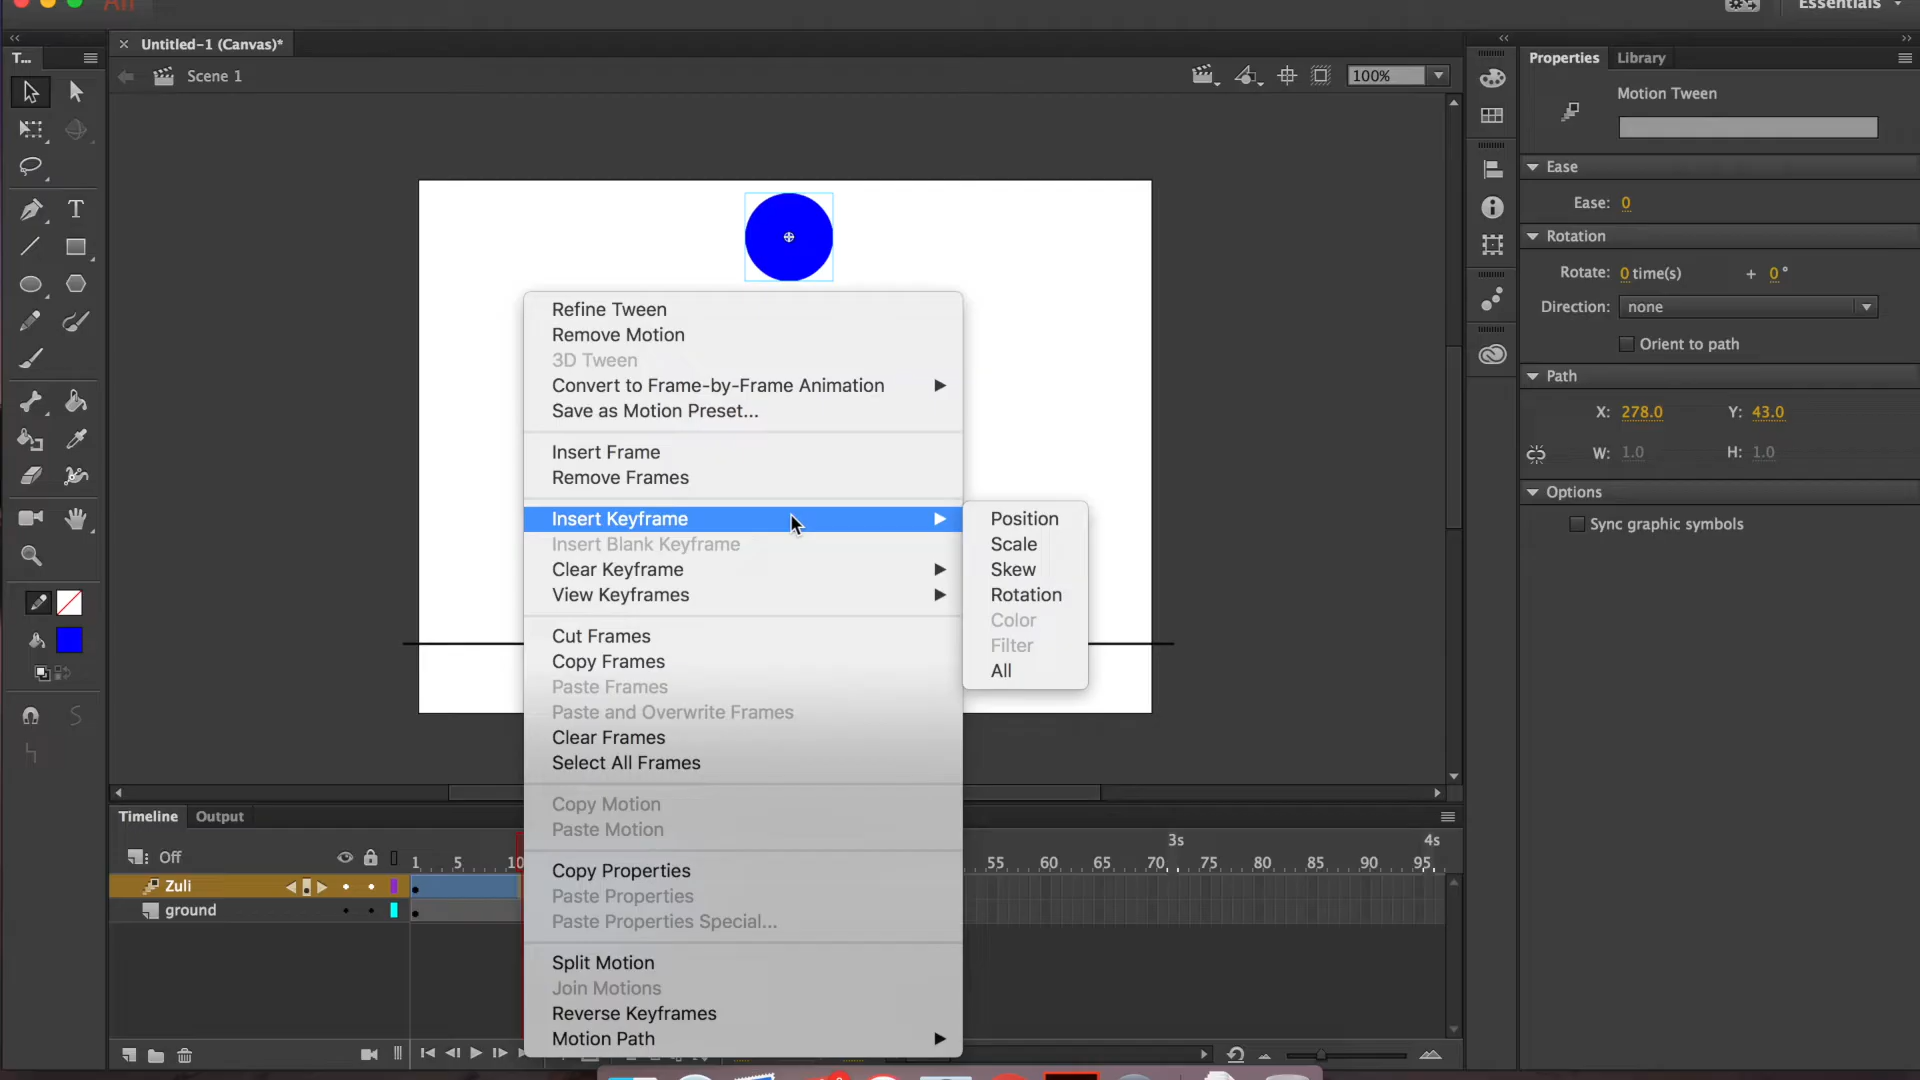 An
Essentials
T...
Untitled-1 (Canvas)*
Scene 1
100%
Properties
Library
Motion Tween
Ease
Ease: 0
Rotation
Rotate: 0 time(s) + 0°
Direction: none
Orient to path
Path
X: 278.0 Y: 43.0
W: 1.0 H: 1.0
Options
Sync graphic symbols
Refine Tween
Remove Motion
3D Tween
Convert to Frame-by-Frame Animation
Save as Motion Preset...
Insert Frame
Remove Frames
Insert Keyframe
Insert Blank Keyframe
Clear Keyframe
View Keyframes
Cut Frames
Copy Frames
Paste Frames
Paste and Overwrite Frames
Clear Frames
Select All Frames
Copy Motion
Paste Motion
Copy Properties
Paste Properties
Paste Properties Special...
Split Motion
Join Motions
Reverse Keyframes
Motion Path
Position
Scale
Skew
Rotation
Color
Filter
All
Timeline
Output
3s 4s
Off
1 5 10 55 60 65 70 75 80 85 90 95
Zuli
ground